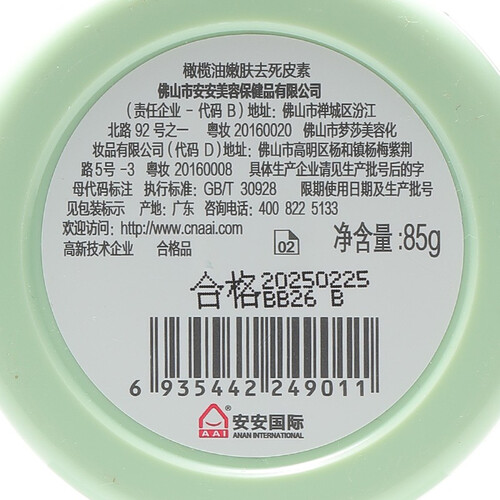 橄榄油嫩肤去死皮素
佛山市安安美容保健品有限公司
(责任企业 - 代码 B) 地址: 佛山市禅城区汾江
北路 92 号之一 粤妆 20160020 佛山市梦莎美容化
妆品有限公司(代码 D) 地址: 佛山市高明区杨和镇杨梅紫荆
路 5号 -3 粤妆 20160008 具体生产企业请见生产批号后的字
母代码标注 执行标准: GB/T 30928 限期使用日期及生产批号
见包装标示 产地: 广东 咨询电话: 400 822 5133
欢迎访问: http://www.cnaai.com
高新技术企业 合格品
02
净含量:85g
合格 20250225
BB26 B
6 935442 249011
AAI
安安国际
ANAN INTERNATIONAL